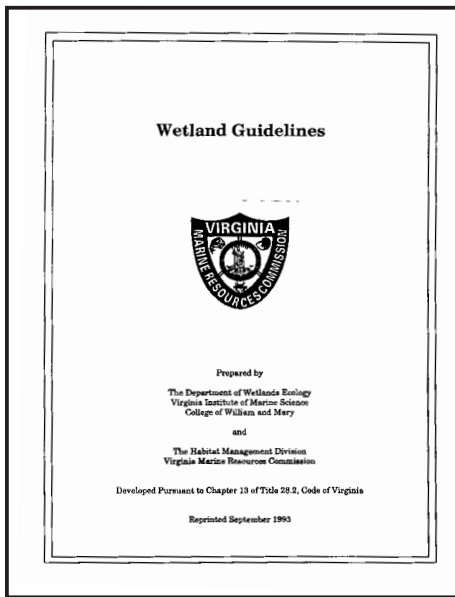 Wetland Guidelines
VIRGINIA
MARINE RESOURCES COMMISSION
Prepared by
The Department of Wetlands Ecology
Virginia Institute of Marine Science
College of William and Mary
and
The Habitat Management Division
Virginia Marine Resources Commission
Developed Pursuant to Chapter 13 of Title 28.2, Code of Virginia
Reprinted September 1993